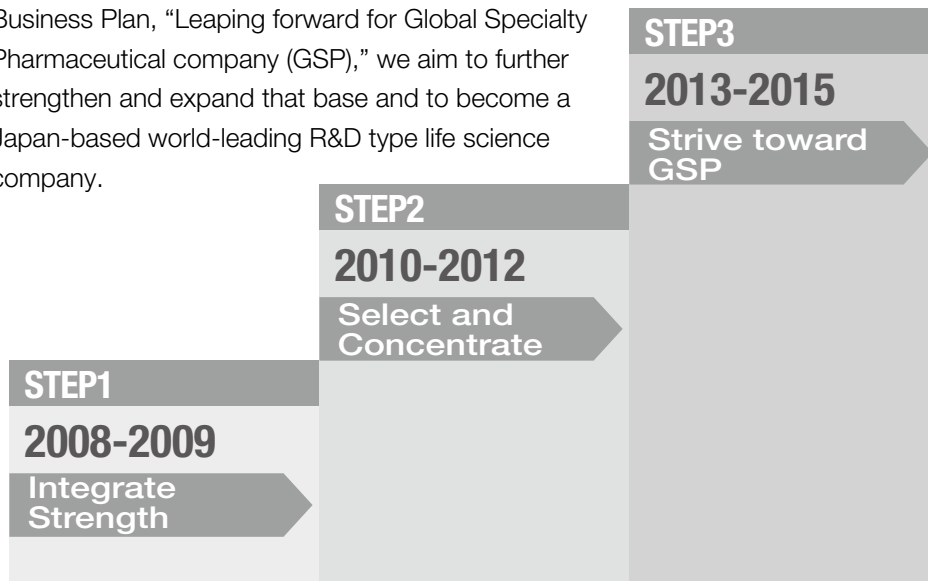 Business Plan, “Leaping forward for Global Specialty
Pharmaceutical company (GSP),” we aim to further
strengthen and expand that base and to become a
Japan-based world-leading R&D type life science
company.
STEP1
2008-2009
Integrate
Strength
STEP2
2010-2012
Select and
Concentrate
STEP3
2013-2015
Strive toward
GSP